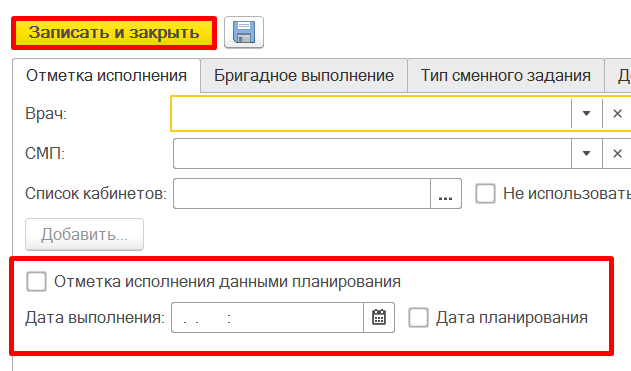 Записать и закрыть
Отметка исполнения Бригадное выполнение Тип сменного задания
Врач:
СМП:
Список кабинетов: ... Не использовать
Добавить...
Отметка исполнения данными планирования
Дата выполнения: . . : Дата планирования